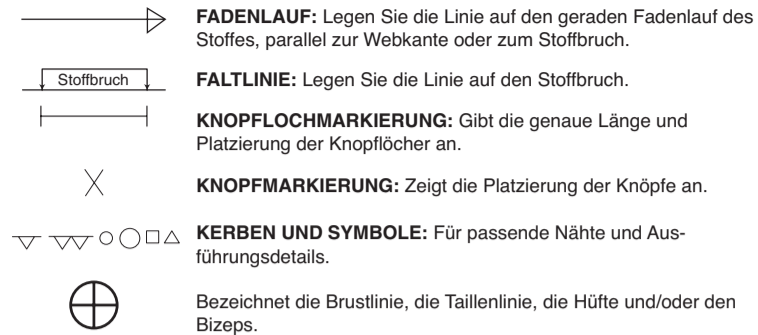 FADENLAUF: Legen Sie die Linie auf den geraden Fadenlauf des
Stoffes, parallel zur Webkante oder zum Stoffbruch.
Stoffbruch
FALTLINIE: Legen Sie die Linie auf den Stoffbruch.
KNOPFLOCHMARKIERUNG: Gibt die genaue Länge und
Platzierung der Knopflöcher an.
KNOPFMARKIERUNG: Zeigt die Platzierung der Knöpfe an.
KERBEN UND SYMBOLE: Für passende Nähte und Aus-
führungsdetails.
Bezeichnet die Brustlinie, die Taillenlinie, die Hüfte und/oder den
Bizeps.